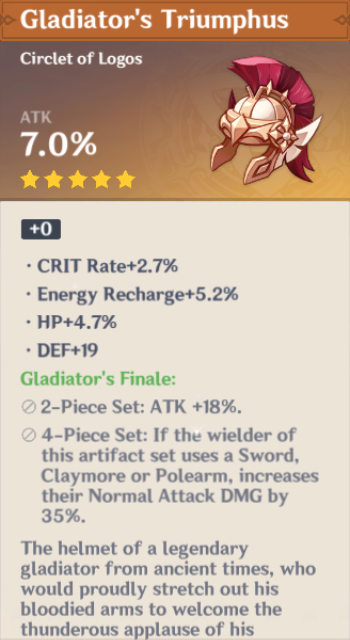 Gladiator's Triumphus
Circlet of Logos
ATK
7.0%
+0
· CRIT Rate+2.7%
· Energy Recharge+5.2%
· HP+4.7%
· DEF+19
Gladiator's Finale:
2-Piece Set: ATK +18%.
4-Piece Set: If the wielder of
this artifact set uses a Sword,
Claymore or Polearm, increases
their Normal Attack DMG by
35%.
The helmet of a legendary
gladiator from ancient times, who
would proudly stretch out his
bloodied arms to welcome the
thunderous applause of his